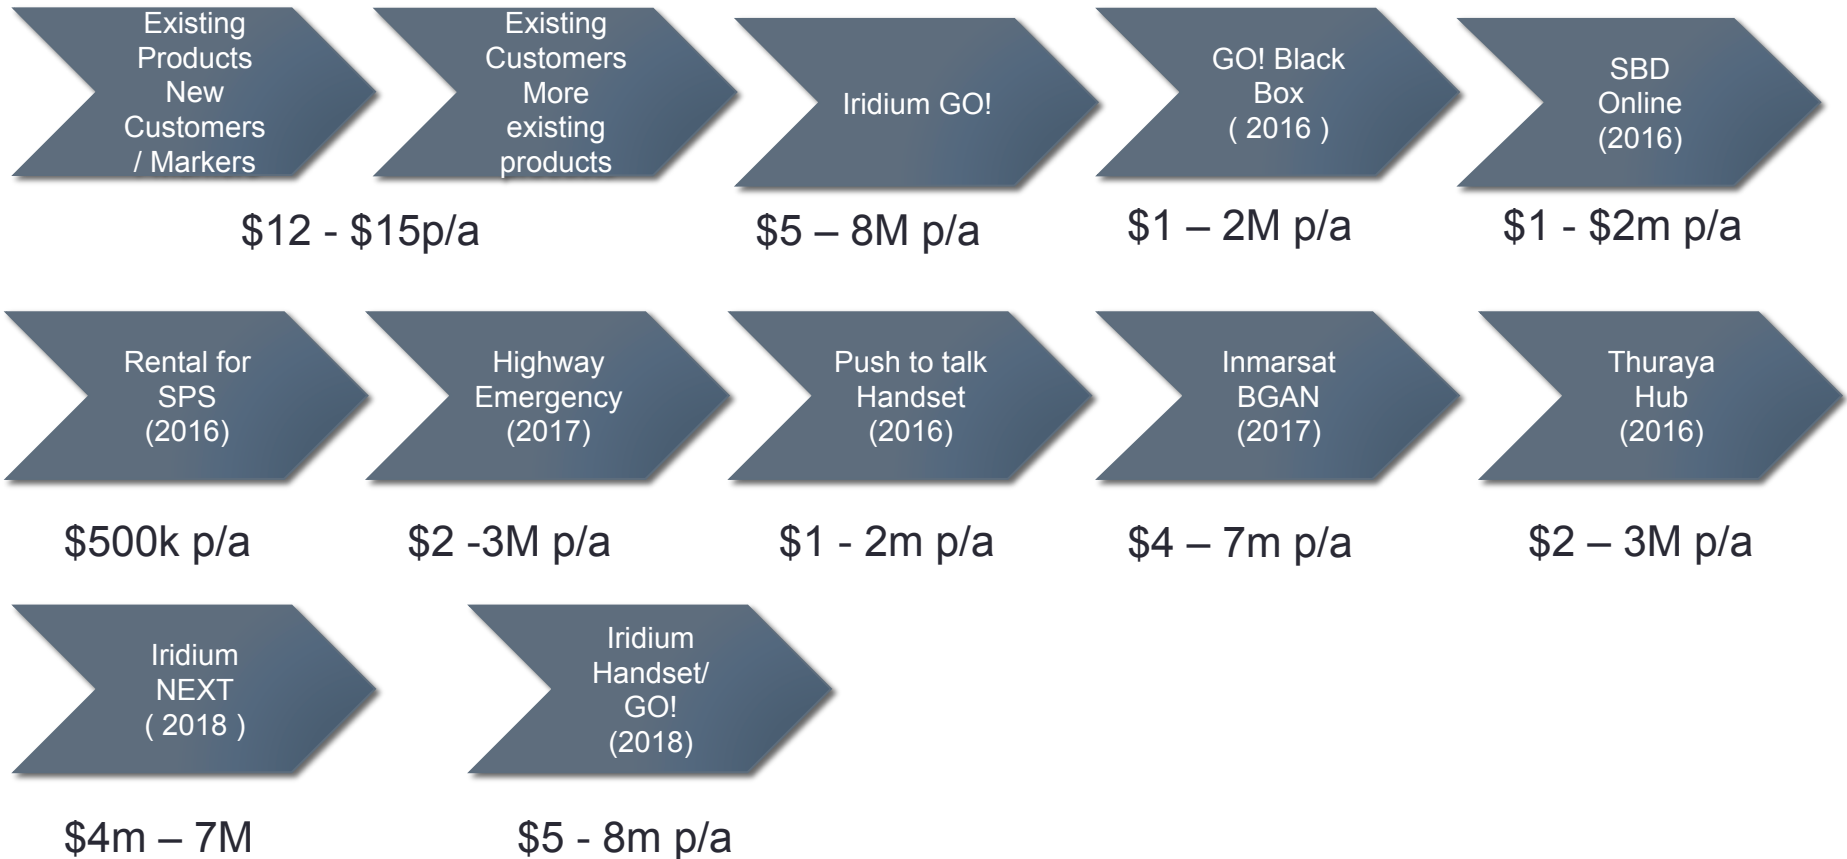 Existing
Products
New
Customers
/ Markers
Existing
Customers
More
existing
products
Iridium GO!
GO! Black
Box
( 2016 )
SBD
Online
(2016)
$12 - $15p/a
$5 – 8M p/a
$1 – 2M p/a
$1 - $2m p/a
Rental for
SPS
(2016)
Highway
Emergency
(2017)
Push to talk
Handset
(2016)
Inmarsat
BGAN
(2017)
Thuraya
Hub
(2016)
$500k p/a
$2 -3M p/a
$1 - 2m p/a
$4 – 7m p/a
$2 – 3M p/a
Iridium
NEXT
( 2018 )
Iridium
Handset/
GO!
(2018)
$4m – 7M
$5 - 8m p/a